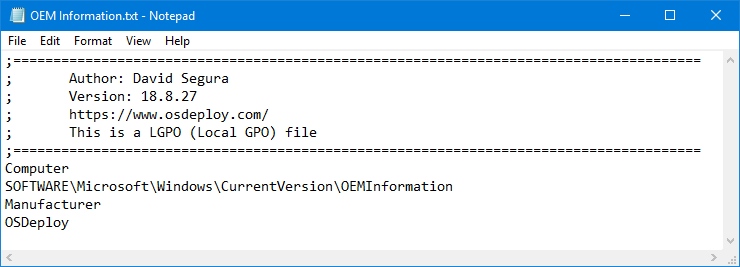 OEM Information.txt - Notepad
File Edit Format View Help
;======================================================================================
;       Author: David Segura
;       Version: 18.8.27
;       https://www.osdeploy.com/
;       This is a LGPO (Local GPO) file
;======================================================================================
Computer
SOFTWARE\Microsoft\Windows\CurrentVersion\OEMInformation
Manufacturer
OSDeploy